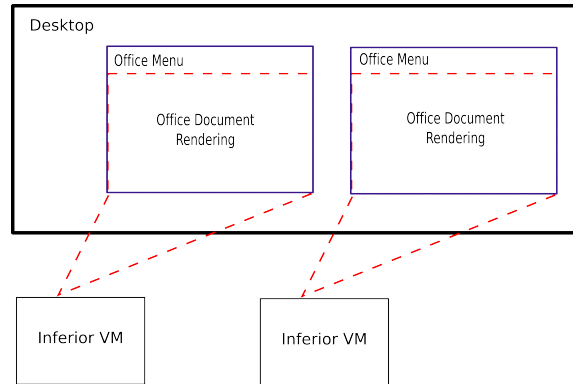 Desktop
Office Menu
Office Document
Rendering
Office Menu
Office Document
Rendering
Inferior VM
Inferior VM